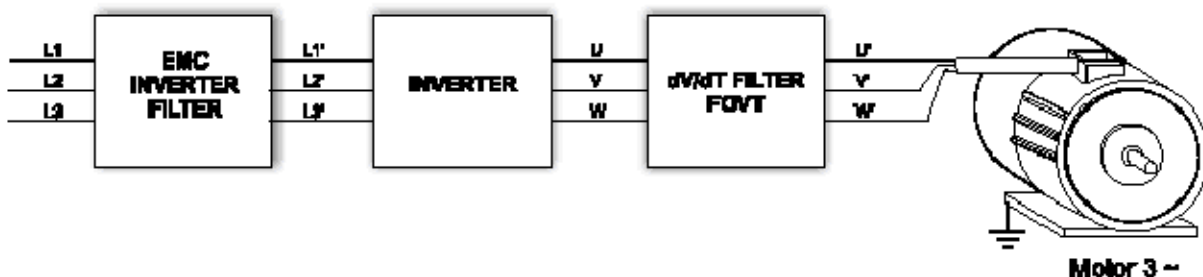 L1
L2
L3
EMC
INVERTER
FILTER
L1'
L2'
L3'
INVERTER
U
V
W
dV/dT FILTER
FOVT
U'
V'
W'
Motor 3 ~